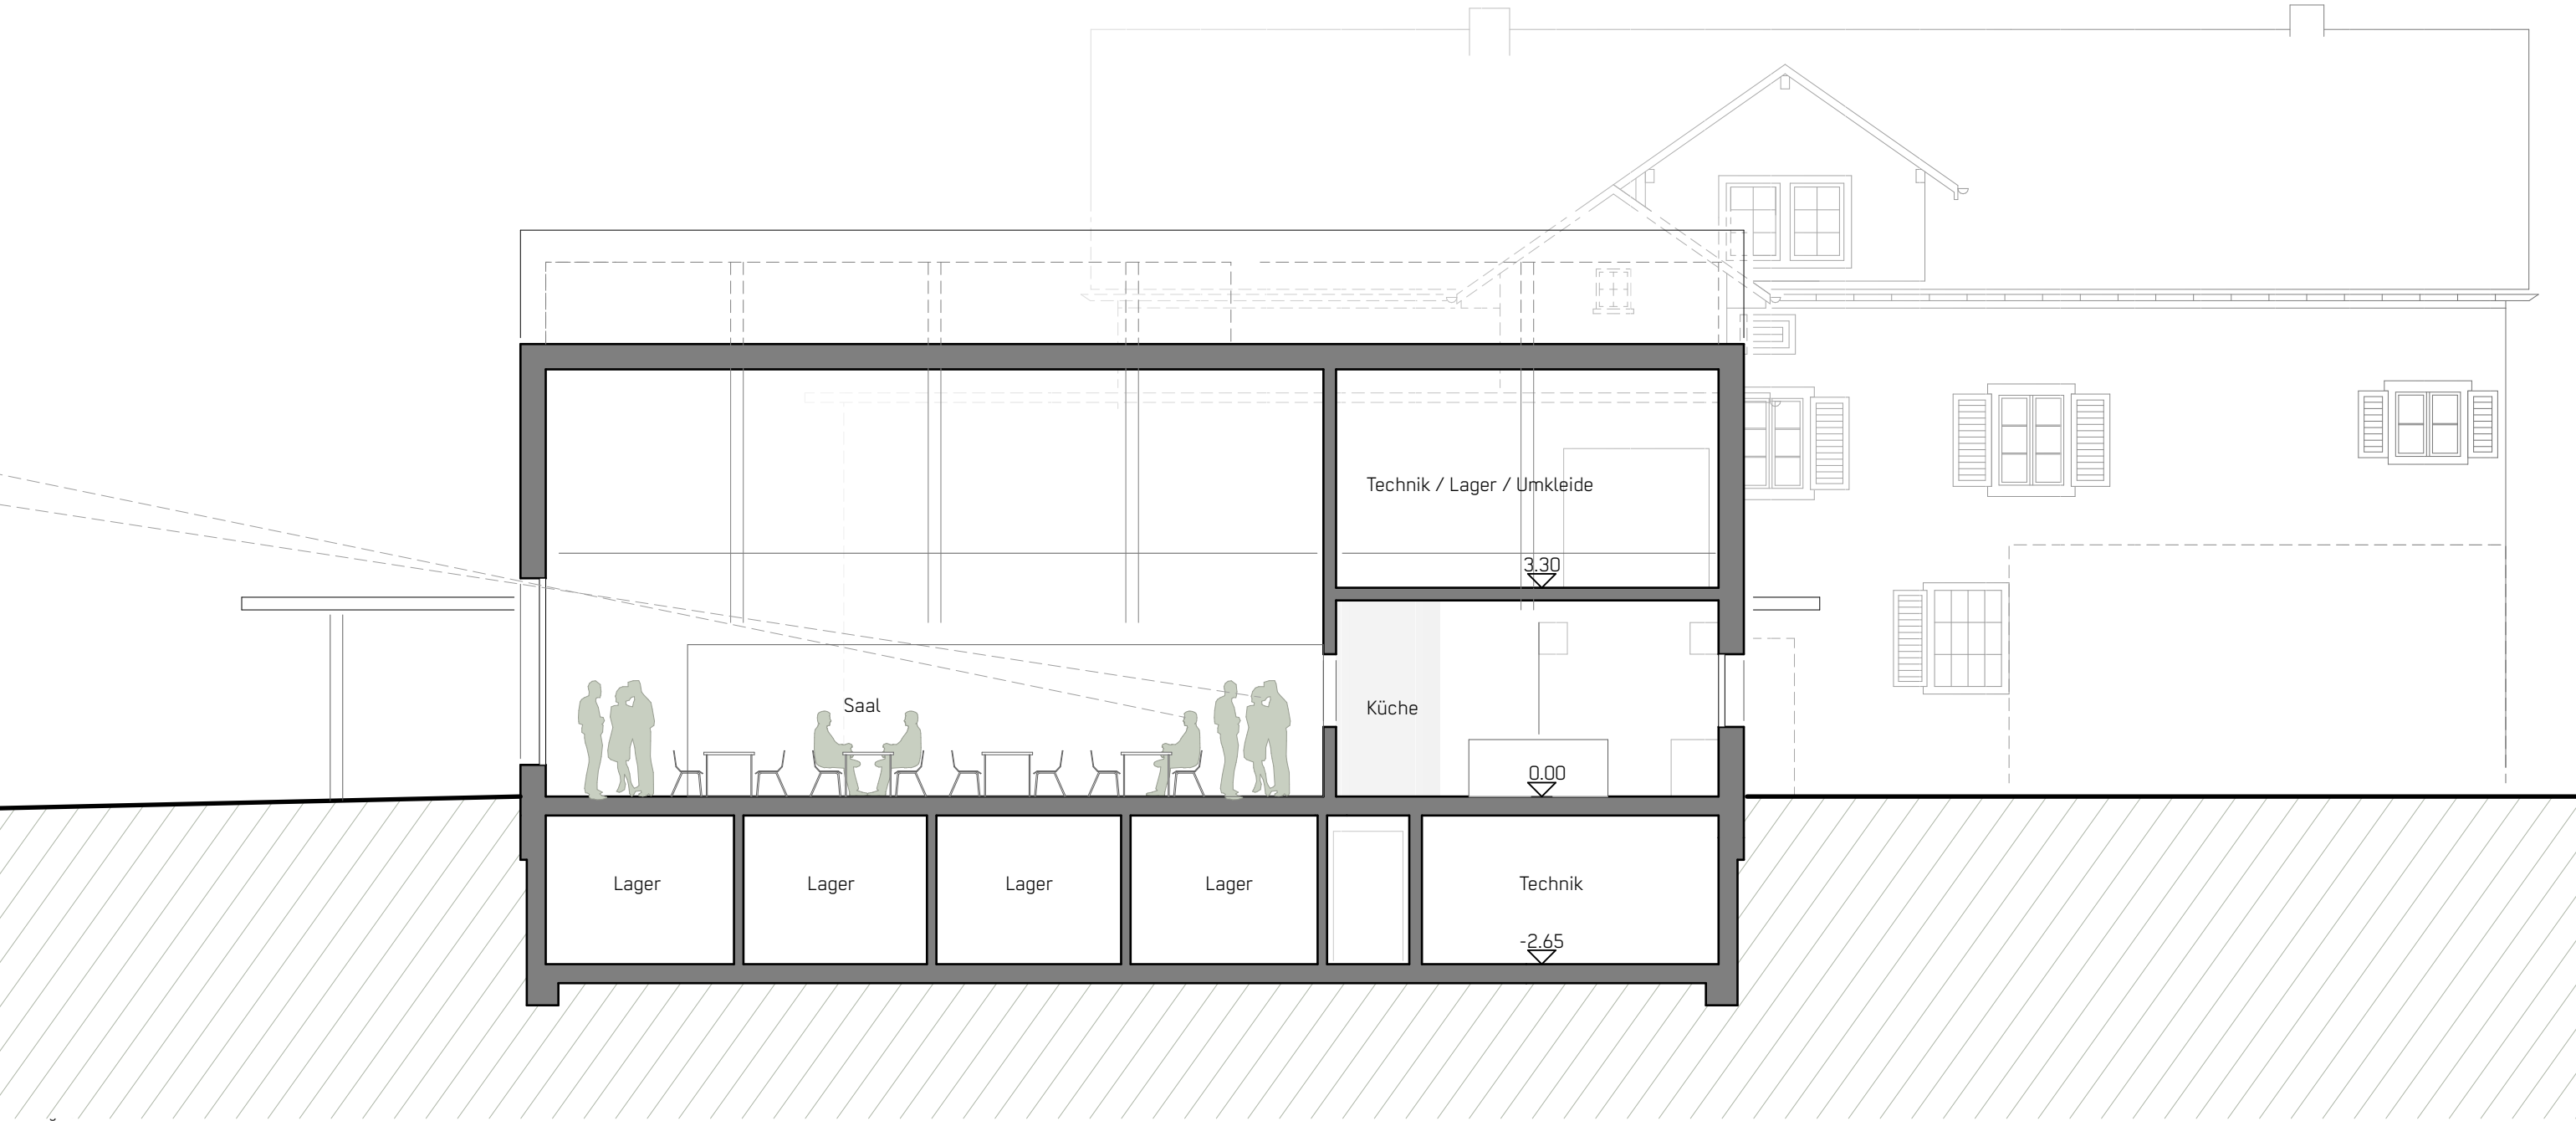 Technik / Lager / Umkleide
3.30
Saal
Küche
0.00
Lager
Lager
Lager
Lager
Technik
-2.65